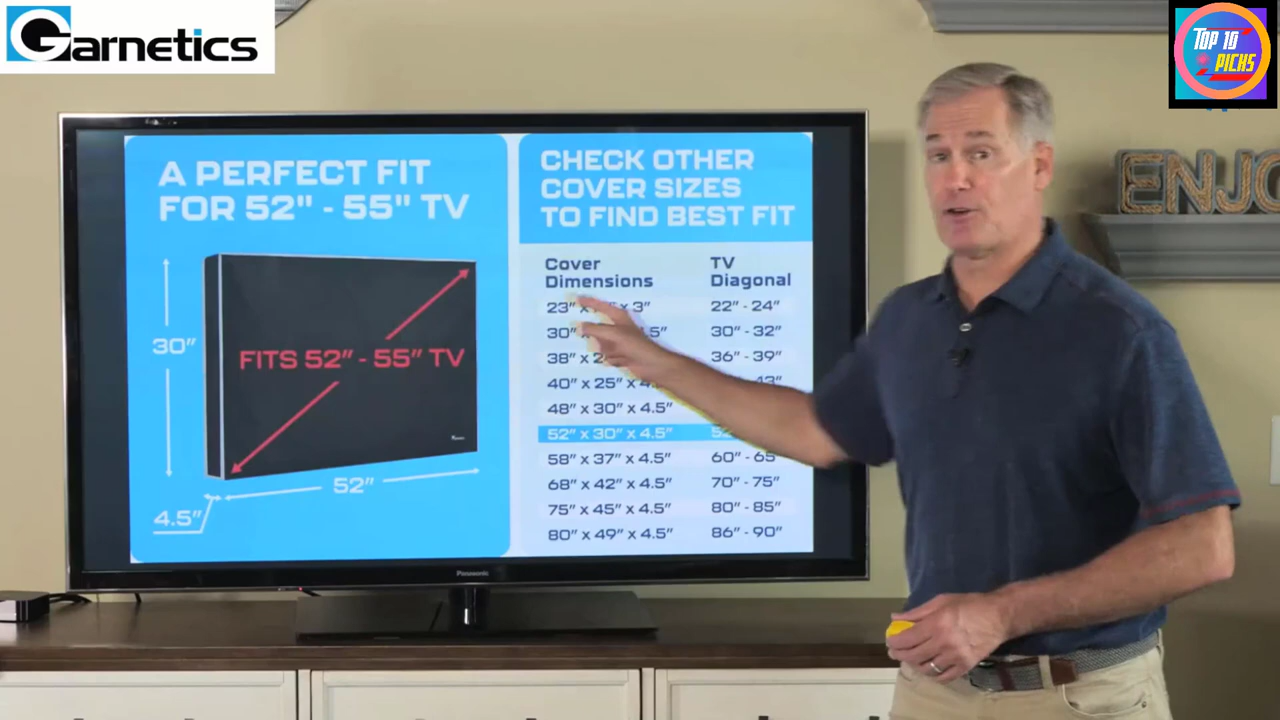 Garnetics
TOP 10
PICKS
ENJO
A PERFECT FIT
FOR 52" - 55" TV
30"
FITS 52" - 55" TV
52"
4.5"
CHECK OTHER
COVER SIZES
TO FIND BEST FIT
Cover Dimensions TV Diagonal
23" x 3" 22" - 24"
30" 30" - 32"
38" x 36" - 39"
40" x 25" x
48" x 30" x 4.5"
52" x 30" x 4.5"
58" x 37" x 4.5" 60" - 65"
68" x 42" x 4.5" 70" - 75"
75" x 45" x 4.5" 80" - 85"
80" x 49" x 4.5" 86" - 90"
Panasonic